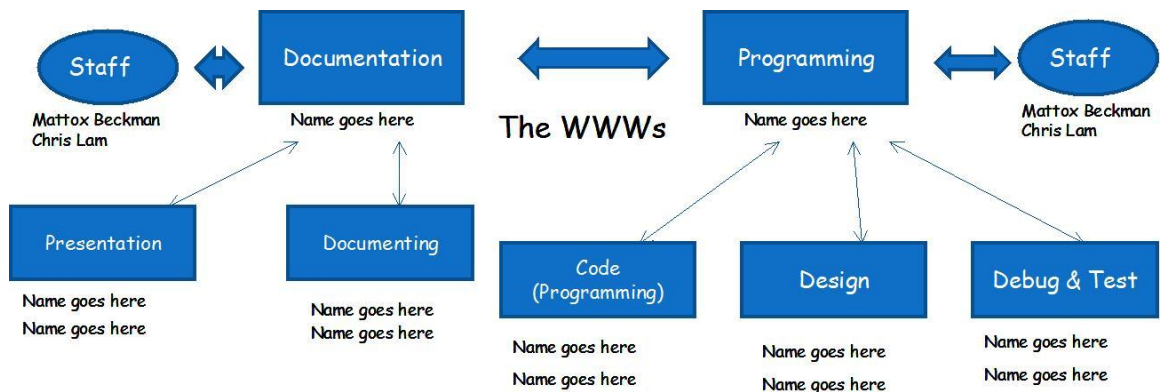 Staff
Documentation
Programming
Staff
Mattox Beckman
Chris Lam
Name goes here
The WWWs
Name goes here
Mattox Beckman
Chris Lam
Presentation
Documenting
Code
(Programming)
Design
Debug & Test
Name goes here
Name goes here
Name goes here
Name goes here
Name goes here
Name goes here
Name goes here
Name goes here
Name goes here
Name goes here